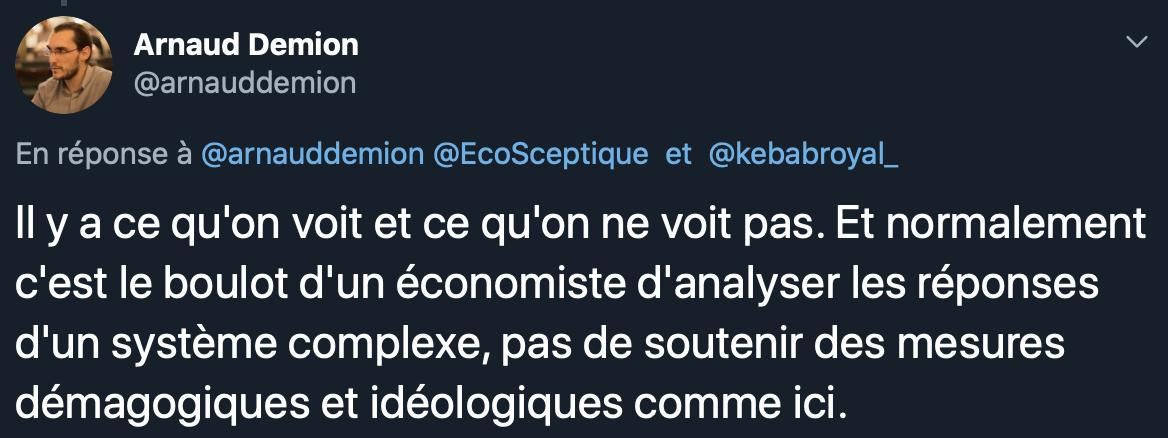 Arnaud Demion
@arnauddemion
En réponse à @arnauddemion @EcoSceptique et @kebabroyal_
Il y a ce qu'on voit et ce qu'on ne voit pas. Et normalement
c'est le boulot d'un économiste d'analyser les réponses
d'un système complexe, pas de soutenir des mesures
démagogiques et idéologiques comme ici.